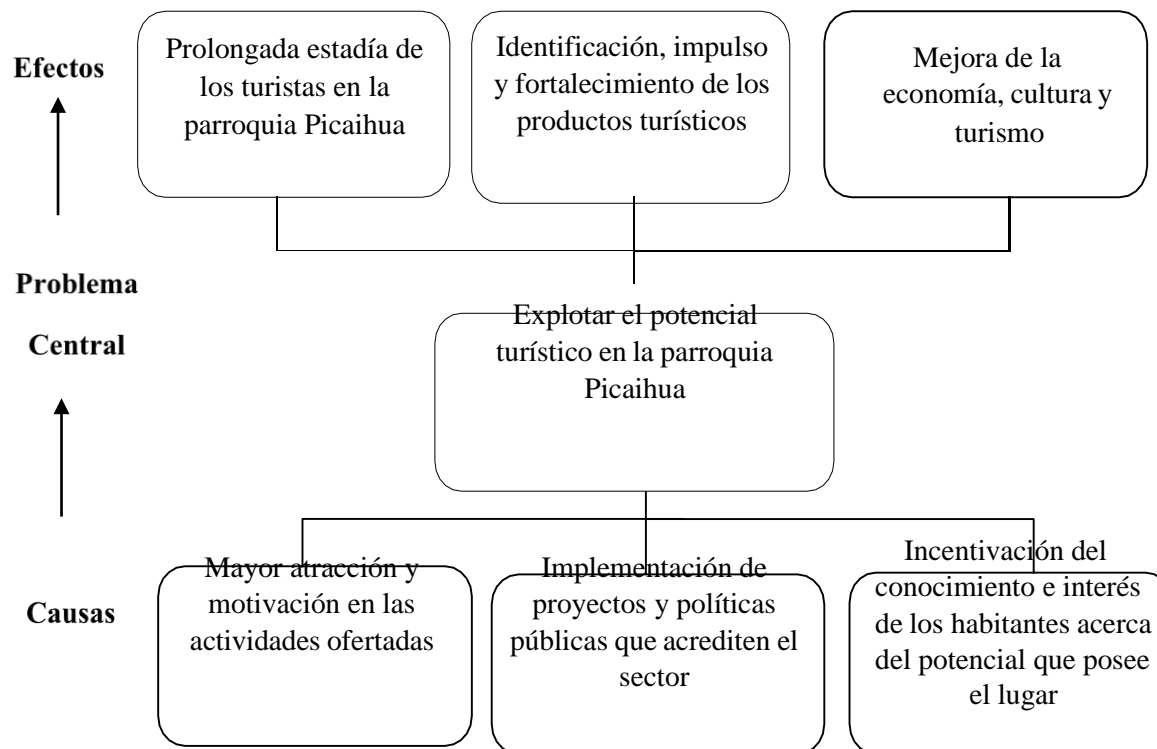 Efectos
Prolongada estadía de
los turistas en la
parroquia Picaihua
Identificación, impulso
y fortalecimiento de los
productos turísticos
Mejora de la
economía, cultura y
turismo
Problema
Central
Explotar el potencial
turístico en la parroquia
Picaihua
Causas
Mayor atracción y
motivación en las
actividades ofertadas
Implementación de
proyectos y políticas
públicas que acrediten el
sector
Incentivación del
conocimiento e interés
de los habitantes acerca
del potencial que posee
el lugar